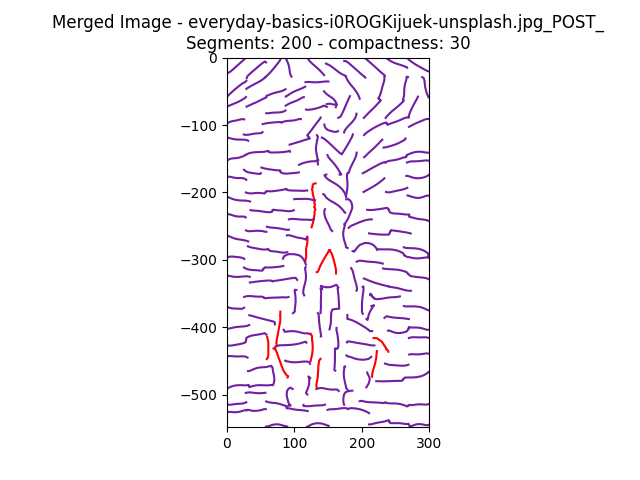 Merged Image - everyday-basics-i0ROGKijuek-unsplash.jpg_POST_
Segments: 200 - compactness: 30
0
−100
−200
−300
−400
−500
0 100 200 300